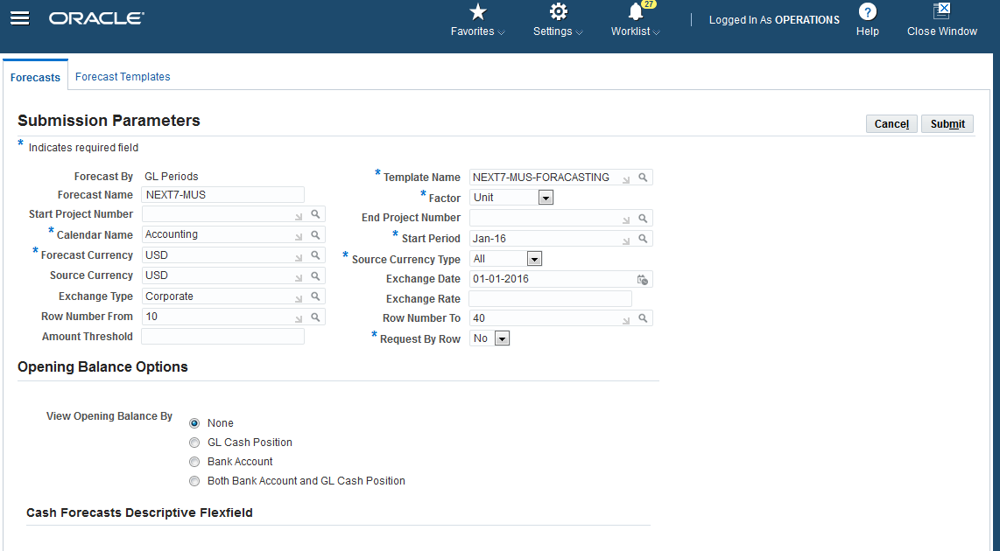 ORACLE®
Favorites
Settings
27
Worklist
Logged In As OPERATIONS
?
Help
Close Window
Forecasts
Forecast Templates
Submission Parameters
Cancel
Submit
* Indicates required field
Forecast By GL Periods
Forecast Name NEXT7-MUS
Start Project Number
* Calendar Name Accounting
* Forecast Currency USD
Source Currency USD
Exchange Type Corporate
Row Number From 10
Amount Threshold
* Template Name NEXT7-MUS-FORACASTING
* Factor Unit
End Project Number
* Start Period Jan-16
* Source Currency Type All
Exchange Date 01-01-2016
Exchange Rate
Row Number To 40
* Request By Row No
Opening Balance Options
View Opening Balance By
None
GL Cash Position
Bank Account
Both Bank Account and GL Cash Position
Cash Forecasts Descriptive Flexfield